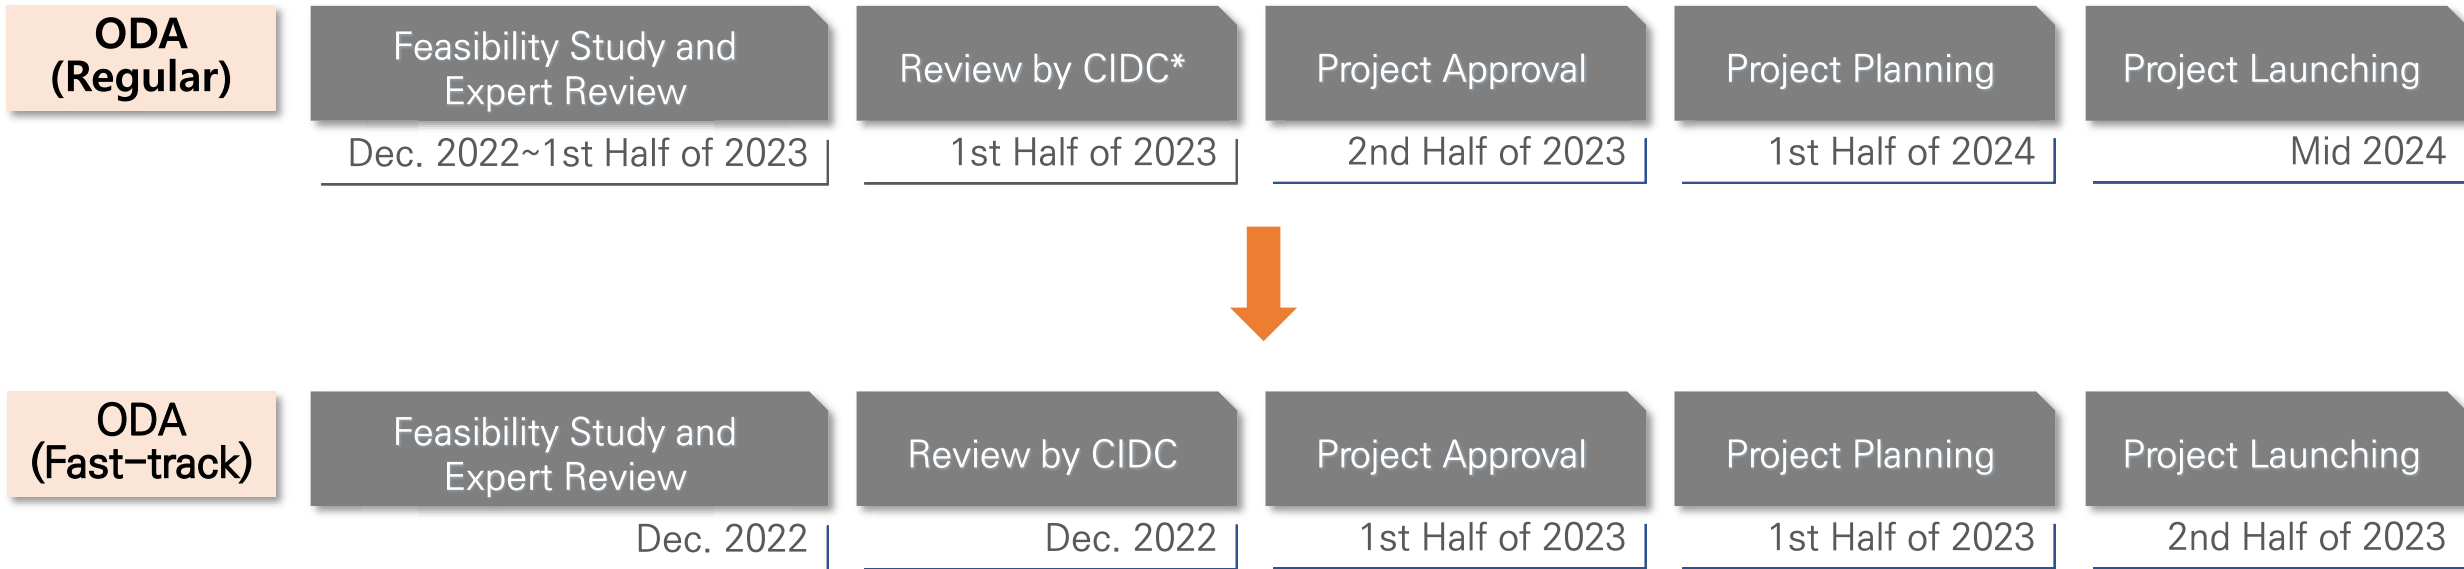 ODA
(Regular)
Feasibility Study and
Expert Review
Review by CIDC*
Project Approval
Project Planning
Project Launching
Dec. 2022~1st Half of 2023
1st Half of 2023
2nd Half of 2023
1st Half of 2024
Mid 2024
ODA
(Fast-track)
Feasibility Study and
Expert Review
Review by CIDC
Project Approval
Project Planning
Project Launching
Dec. 2022
Dec. 2022
1st Half of 2023
1st Half of 2023
2nd Half of 2023